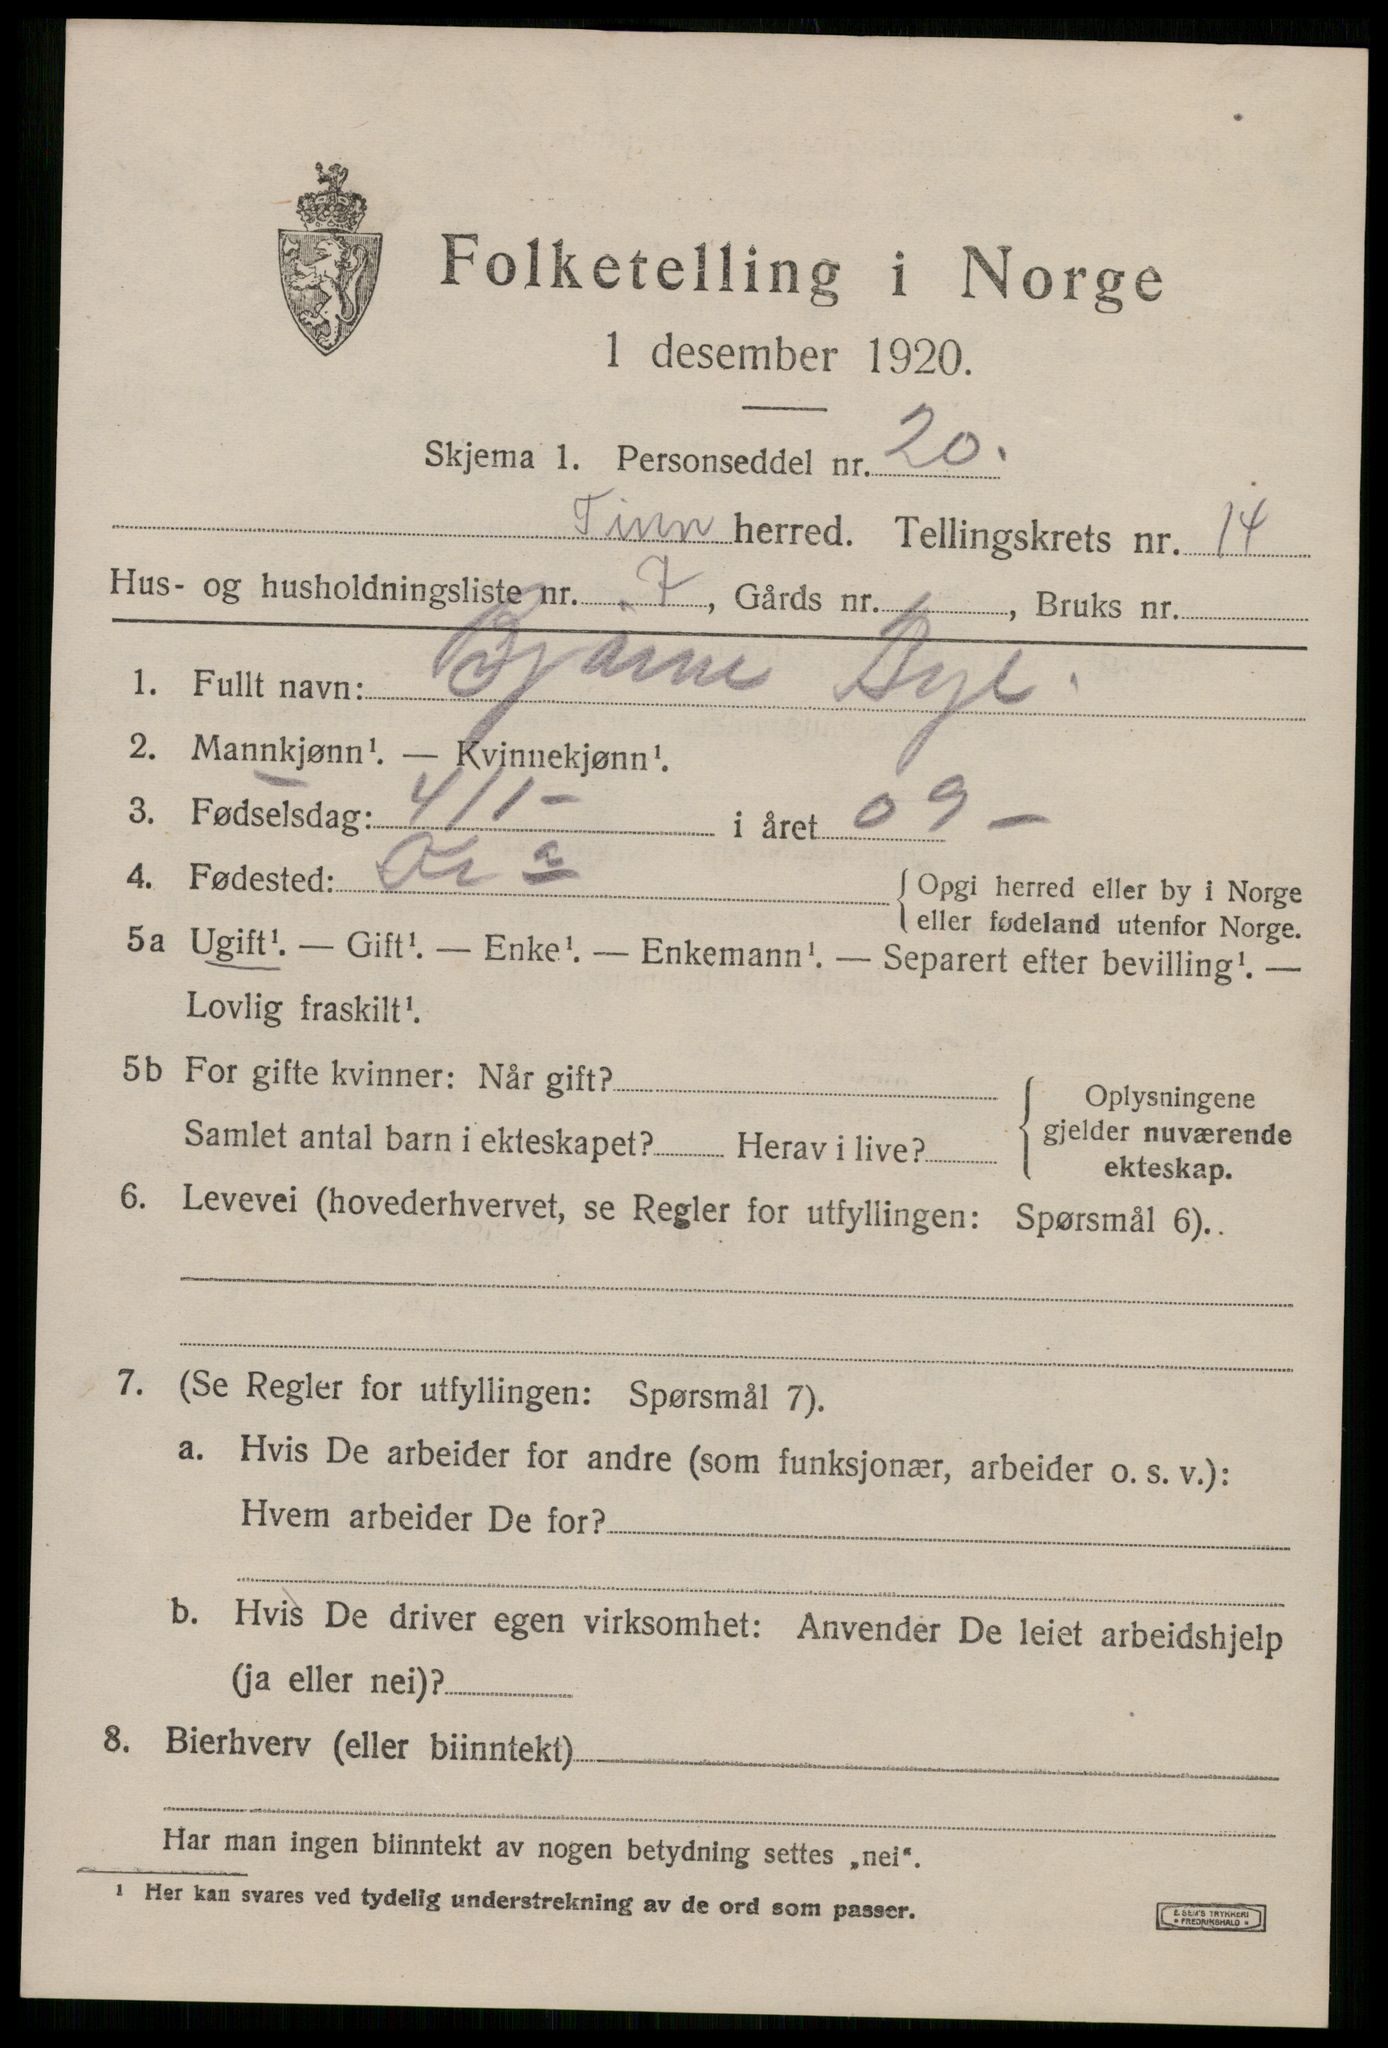 Folketelling i Norge
1 desember 1920.
Skjema 1. Personseddel nr. 20.
Tinn herred. Tellingskrets nr. 14
Hus- og husholdningsliste nr. 7, Gårds nr. , Bruks nr.
1. Fullt navn: Bjarne Bye.
2. Mannkjønn¹. — Kvinnekjønn¹.
3. Fødselsdag: 4/1- i året 09 -
4. Fødested: { Opgi herred eller by i Norge
eller fødeland utenfor Norge.
5a Ugift¹. — Gift¹. — Enke¹. — Enkemann¹. — Separert efter bevilling¹. —
Lovlig fraskilt¹.
5b For gifte kvinner: Når gift? { Oplysningene
gjelder nuværende
ekteskap.
Samlet antal barn i ekteskapet? Herav i live?
6. Levevei (hovederhvervet, se Regler for utfyllingen: Spørsmål 6)..
7. (Se Regler for utfyllingen: Spørsmål 7).
a. Hvis De arbeider for andre (som funksjonær, arbeider o. s. v.):
Hvem arbeider De for?
b. Hvis De driver egen virksomhet: Anvender De leiet arbeidshjelp
(ja eller nei)?
8. Bierhverv (eller biinntekt)
Har man ingen biinntekt av nogen betydning settes „nei“.
¹ Her kan svares ved tydelig understrekning av de ord som passer.
E. SEM'S TRYKKERI
• FREDRIKSHALD •